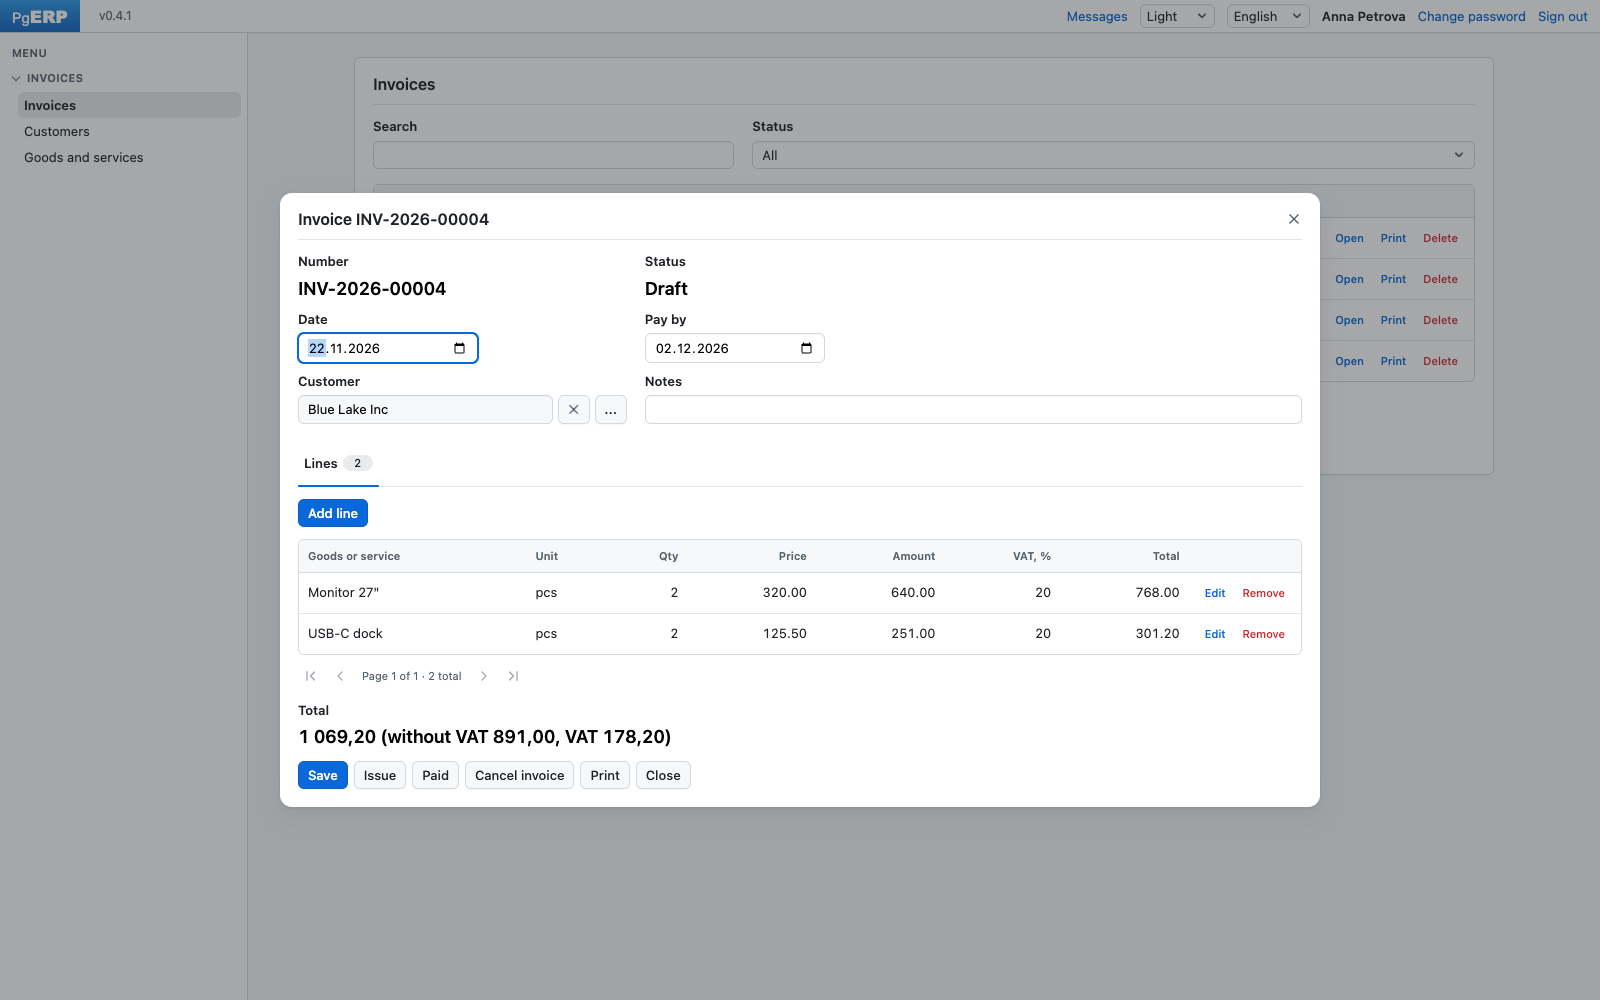 PgERP v0.4.1 Messages Light English Anna Petrova Change password Sign out
MENU
INVOICES
Invoices
Customers
Goods and services
Invoices
Search Status
All
Open Print Delete
Open Print Delete
Open Print Delete
Open Print Delete
Invoice INV-2026-00004
Number Status
INV-2026-00004 Draft
Date Pay by
22.11.2026 02.12.2026
Customer Notes
Blue Lake Inc ...
Lines 2
Add line
Goods or service Unit Qty Price Amount VAT, % Total
Monitor 27" pcs 2 320.00 640.00 20 768.00 Edit Remove
USB-C dock pcs 2 125.50 251.00 20 301.20 Edit Remove
Page 1 of 1 · 2 total
Total
1 069,20 (without VAT 891,00, VAT 178,20)
Save Issue Paid Cancel invoice Print Close